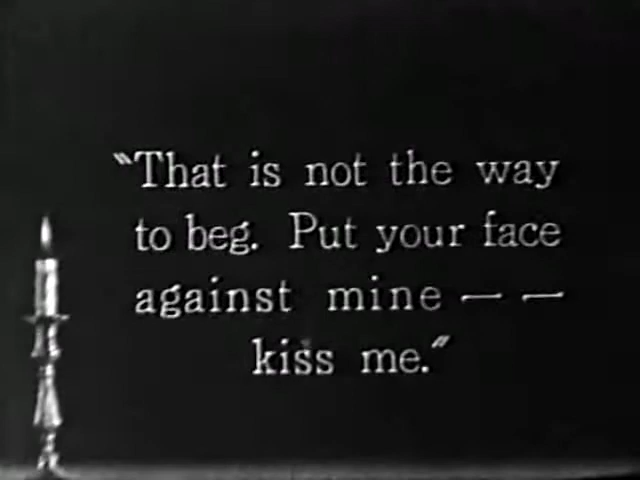 "That is not the way
to beg. Put your face
against mine — —
kiss me."